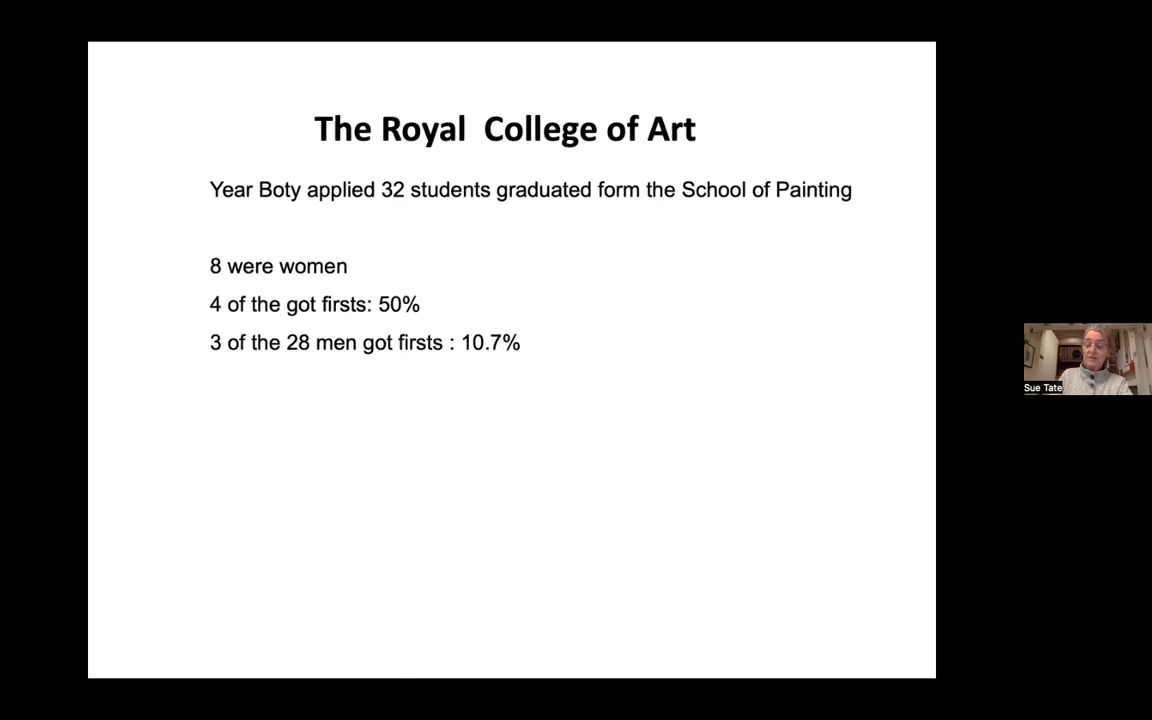 The Royal  College of Art
Year Boty applied 32 students graduated form the School of Painting
8 were women
4 of the got firsts: 50%
3 of the 28 men got firsts : 10.7%
Sue Tate